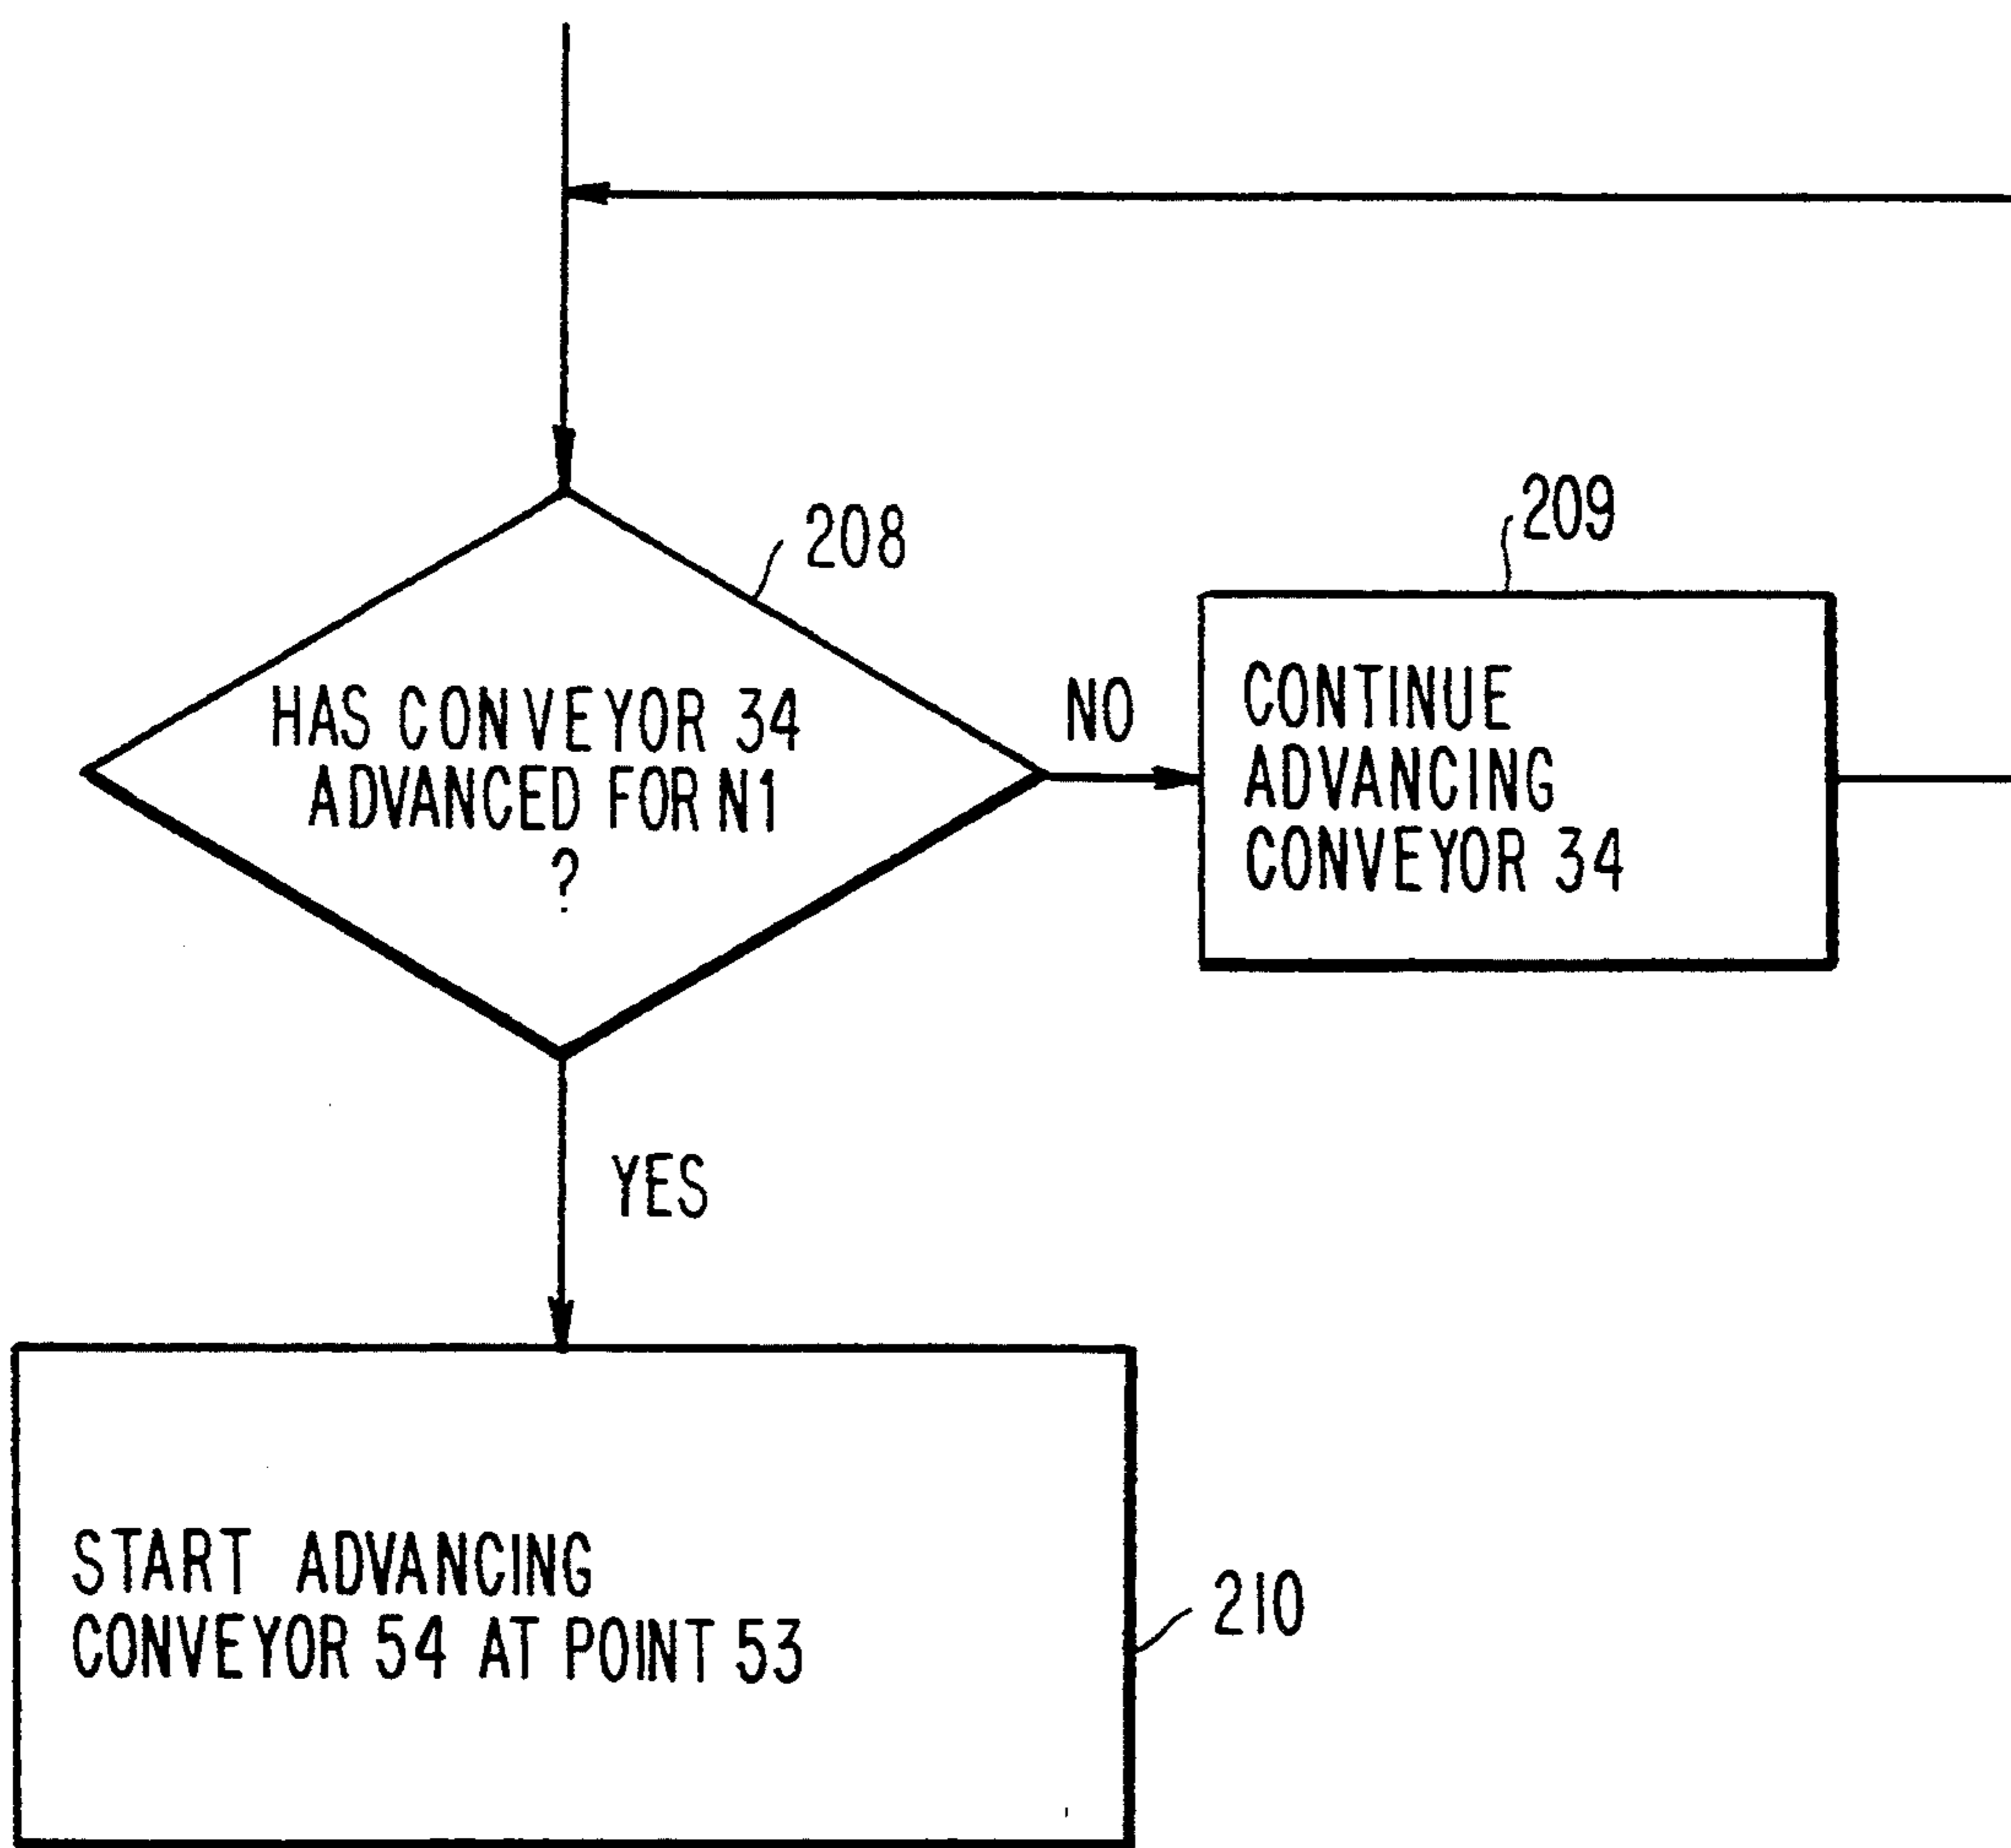 208
HAS CONVEYOR 34
ADVANCED FOR N1
?
NO
209
CONTINUE
ADVANCING
CONVEYOR 34
YES
START ADVANCING
CONVEYOR 54 AT POINT 53
210